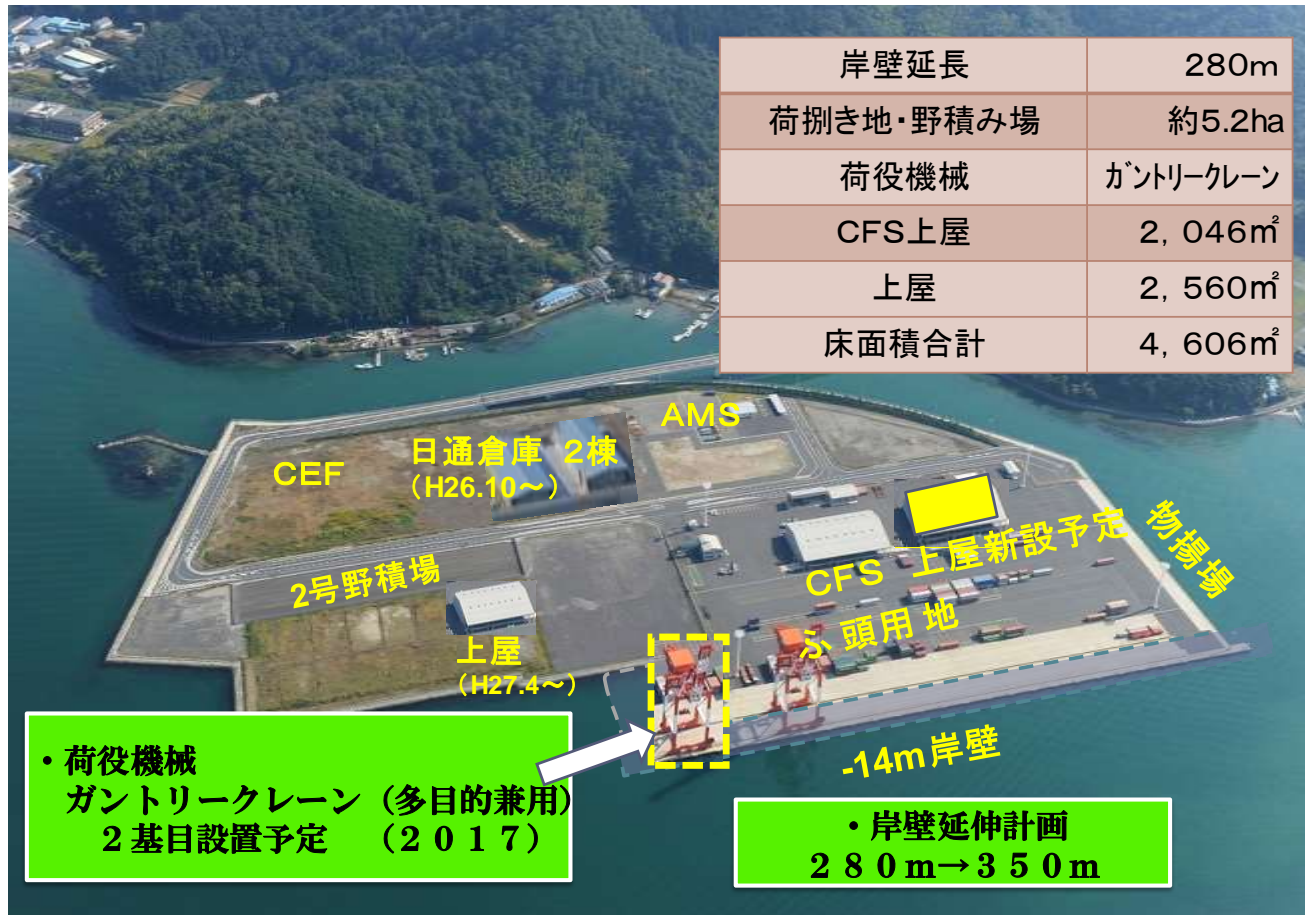 岸壁延長 280m
荷捌き地・野積み場 約5.2ha
荷役機械 ガントリークレーン
CFS上屋 2,046㎡
上屋 2,560㎡
床面積合計 4,606㎡
AMS
日通倉庫 2棟
(H26.10～)
CEF
物揚場
CFS 上屋新設予定
2号野積場
ふ頭用地
上屋
(H27.4～)
-14m岸壁
・荷役機械
ガントリークレーン(多目的兼用)
2基目設置予定 (2017)
・岸壁延伸計画
280m→350m